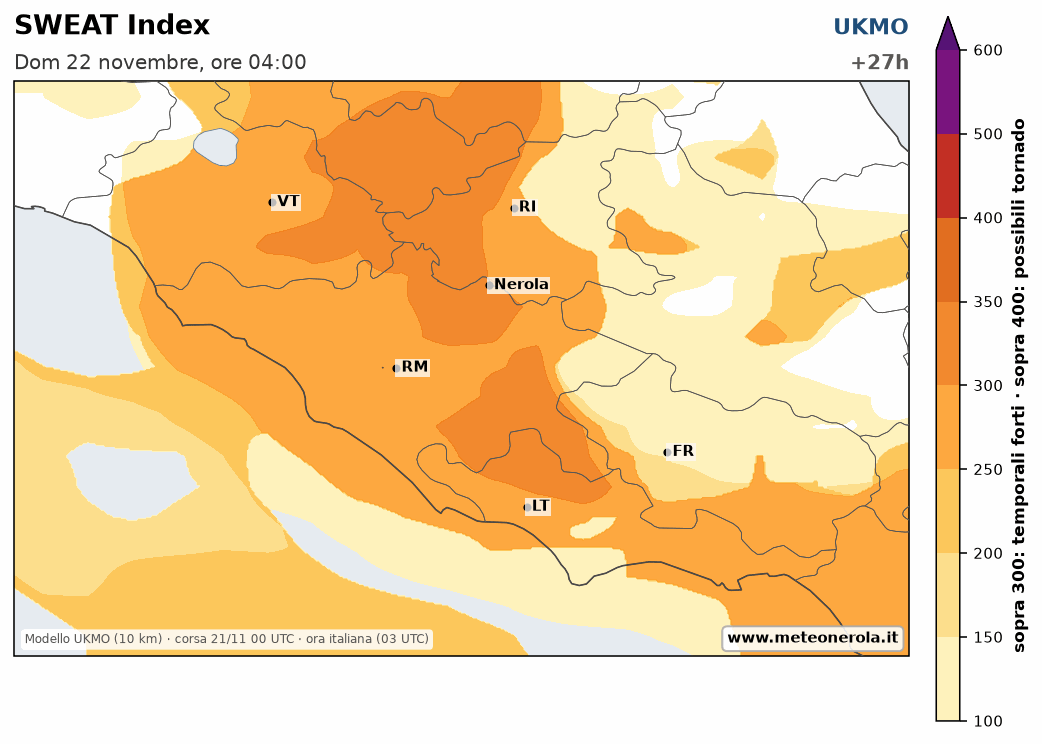 SWEAT Index
UKMO
Dom 22 novembre, ore 04:00
+27h
600
500
400
350
300
250
200
150
100
sopra 300: temporali forti · sopra 400: possibili tornado
VT
RI
Nerola
RM
FR
LT
Modello UKMO (10 km) · corsa 21/11 00 UTC · ora italiana (03 UTC)
www.meteonerola.it